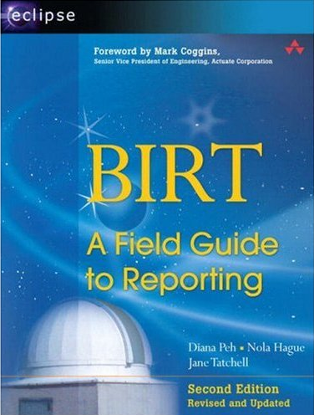 eclipse
Foreword by Mark Coggins,
Senior Vice President of Engineering, Actuate Corporation
BIRT
A Field Guide
to Reporting
Diana Peh • Nola Hague
Jane Tatchell
Second Edition
Revised and Updated